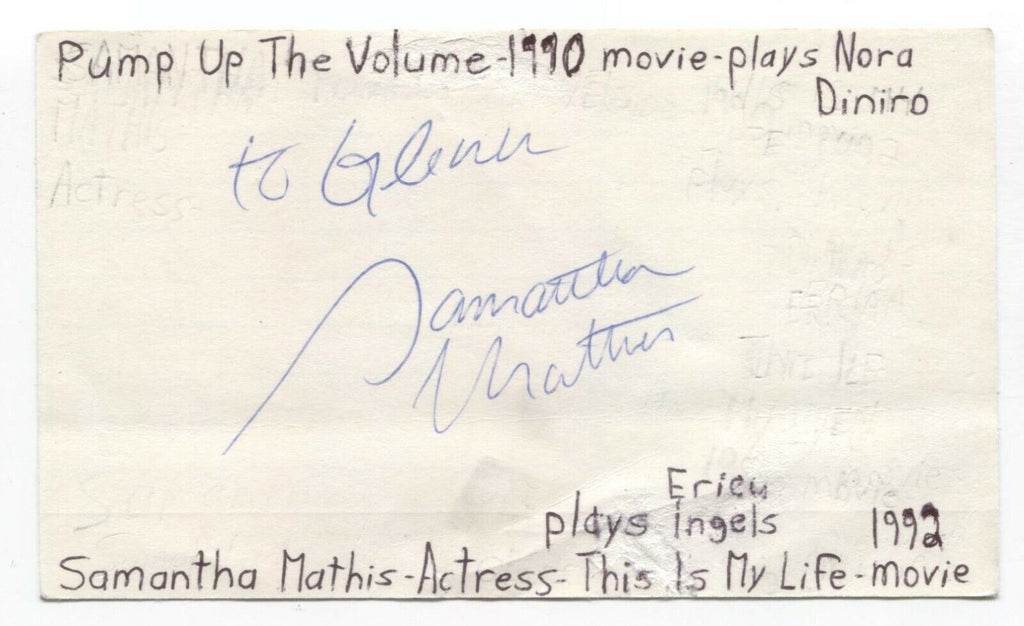 Pump Up The Volume-1990 movie-plays Nora
Diniro
to Glenn
Samantha
Mathis
Erica
plays ingels 1992
Samantha Mathis-Actress-This Is My Life-movie